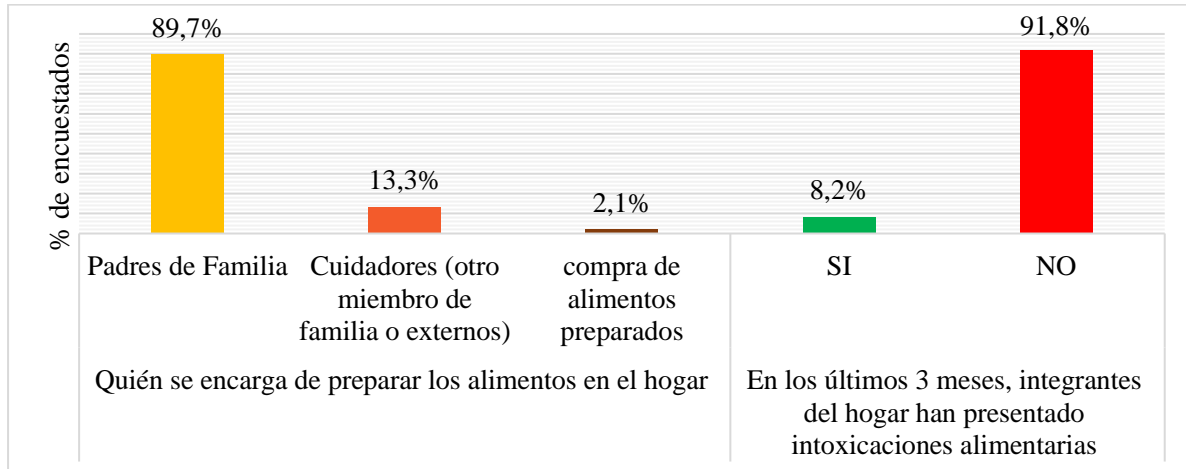 % de encuestados
89,7%
13,3%
2,1%
8,2%
91,8%
Padres de Familia
Cuidadores (otro
miembro de
familia o externos)
compra de
alimentos
preparados
SI
NO
Quién se encarga de preparar los alimentos en el hogar
En los últimos 3 meses, integrantes
del hogar han presentado
intoxicaciones alimentarias